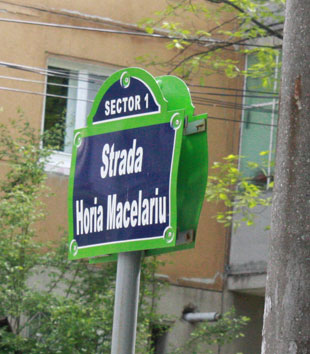 SECTOR 1
Strada
Horia Macelariu